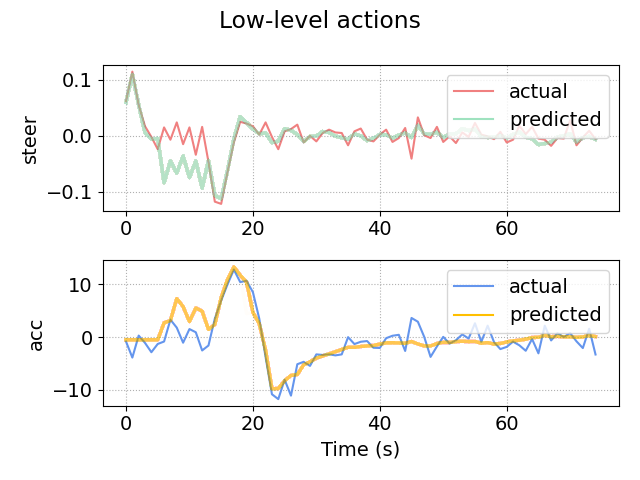 Low-level actions
steer
0.1
0.0
−0.1
actual
predicted
0
20
40
60
acc
10
0
−10
actual
predicted
0
20
40
60
Time (s)